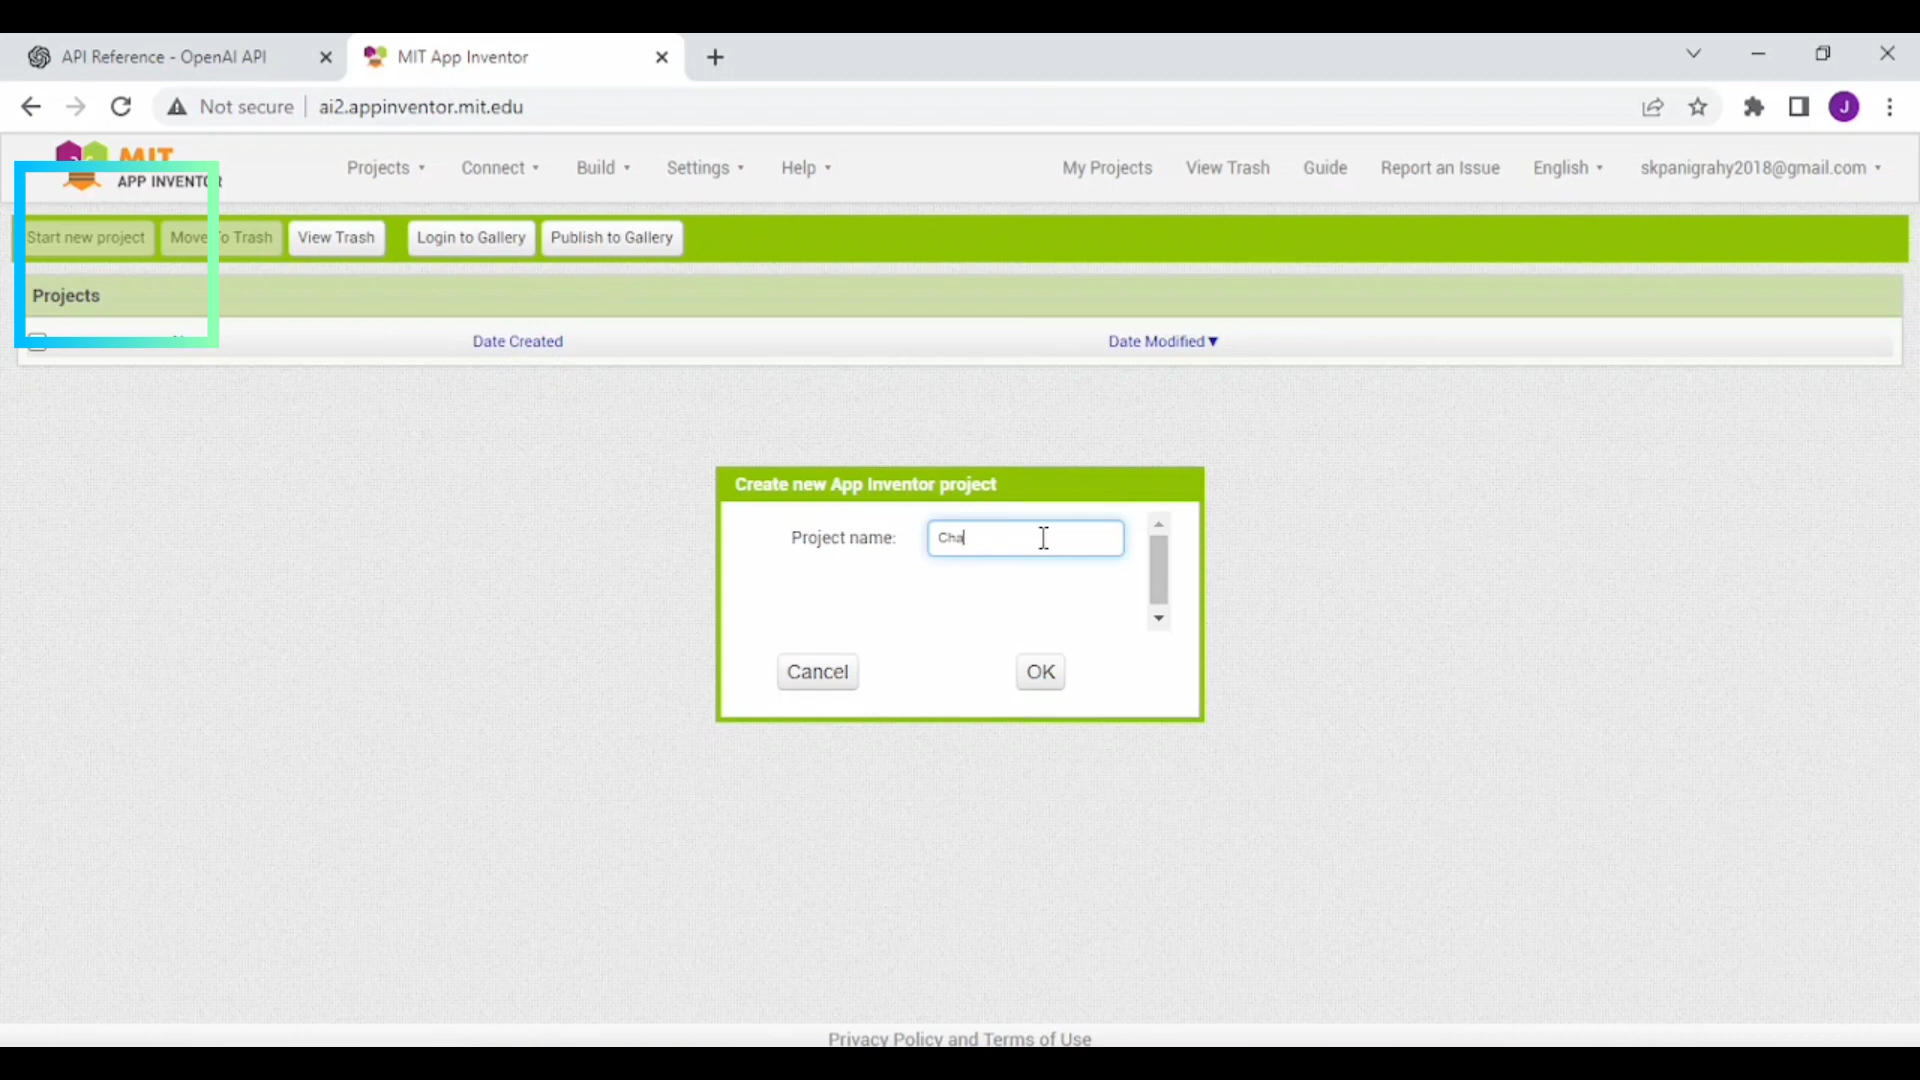 API Reference - OpenAI API
MIT App Inventor
Not secure
ai2.appinventor.mit.edu
J
MIT
APP INVENTOR
Projects
Connect
Build
Settings
Help
My Projects
View Trash
Guide
Report an Issue
English
skpanigrahy2018@gmail.com
Start new project
Move To Trash
View Trash
Login to Gallery
Publish to Gallery
Projects
Date Created
Date Modified▼
Create new App Inventor project
Project name:
Cha
Cancel
OK
Privacy Policy and Terms of Use